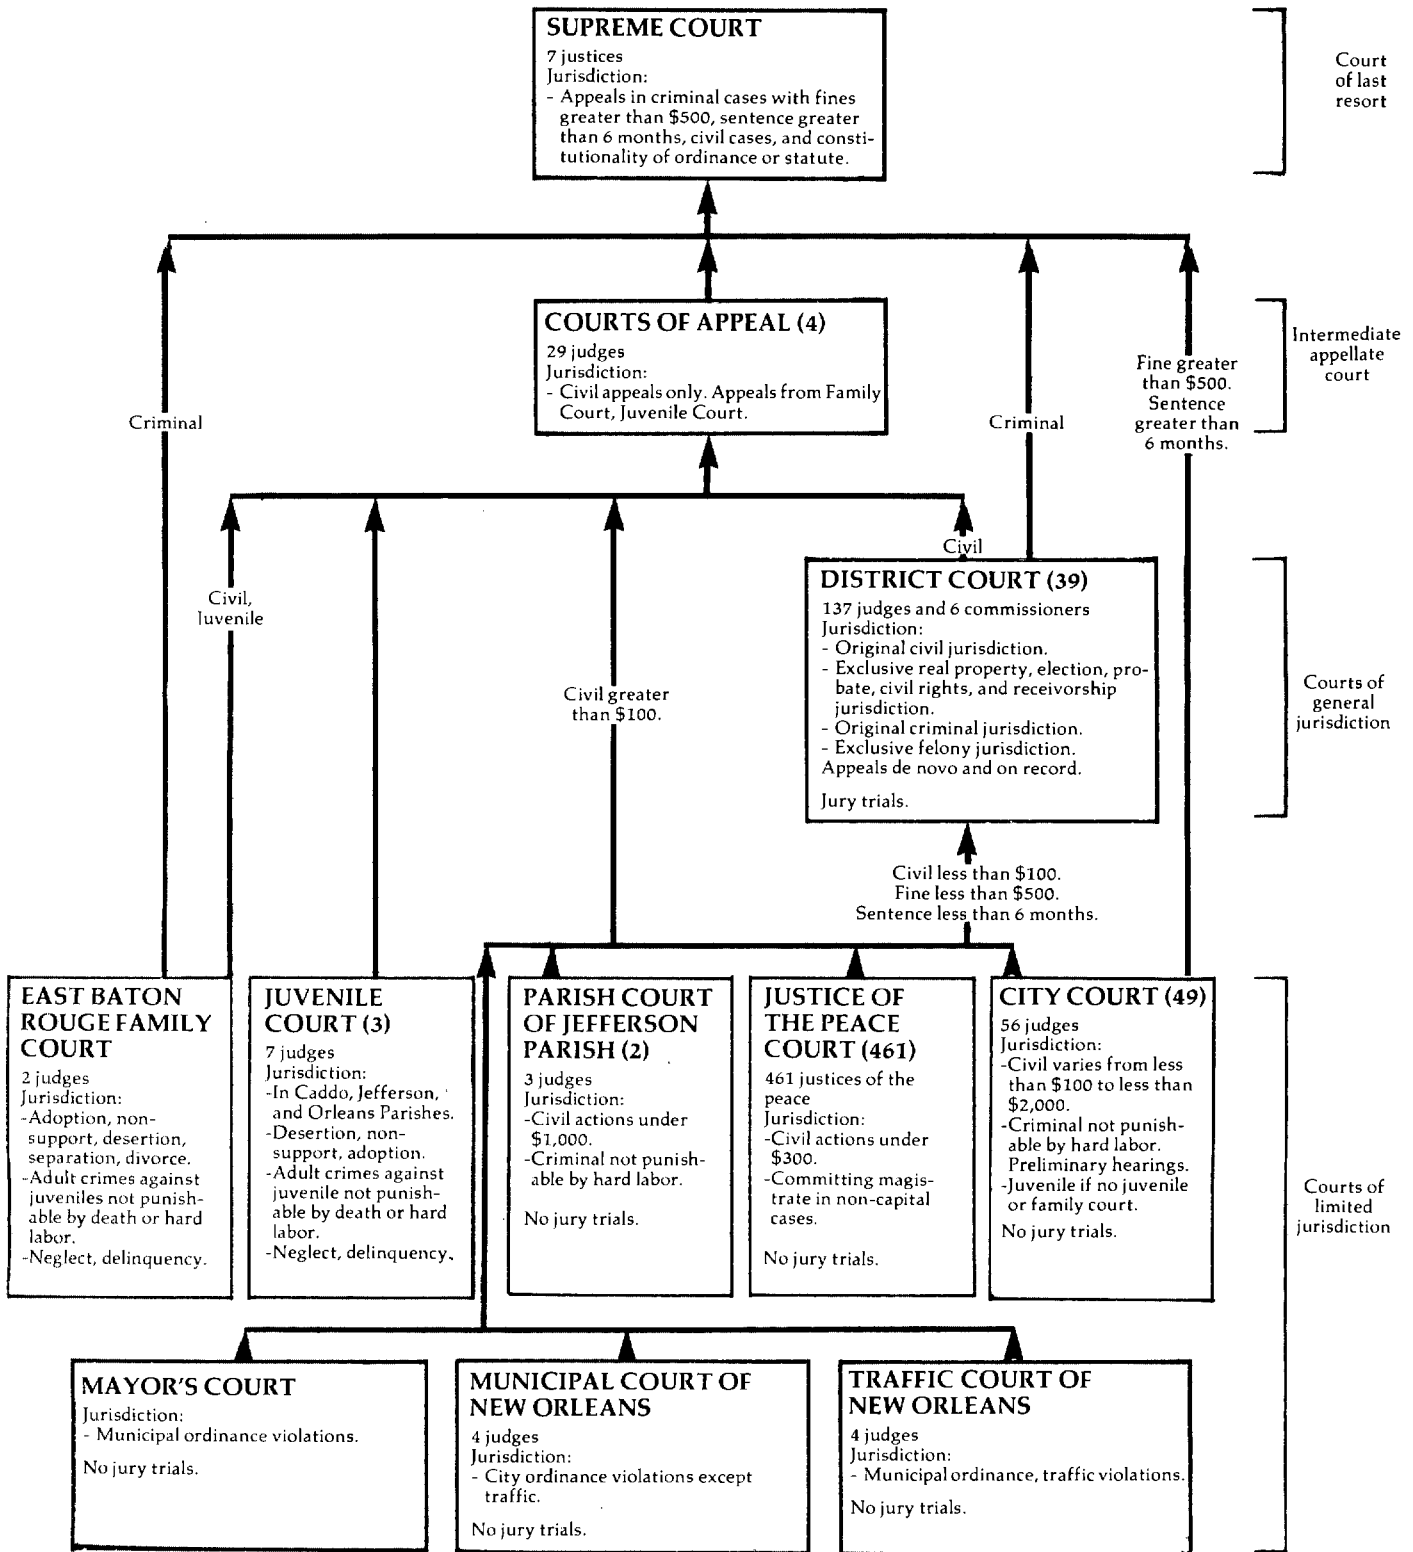 SUPREME COURT
7 justices
Jurisdiction:
- Appeals in criminal cases with fines
greater than $500, sentence greater
than 6 months, civil cases, and consti-
tutionality of ordinance or statute.
Court
of last
resort
COURTS OF APPEAL (4)
29 judges
Jurisdiction:
- Civil appeals only. Appeals from Family
Court, Juvenile Court.
Intermediate
appellate
court
Criminal
Criminal
Fine greater
than $500.
Sentence
greater than
6 months.
Civil,
Juvenile
Civil greater
than $100.
Civil
DISTRICT COURT (39)
137 judges and 6 commissioners
Jurisdiction:
- Original civil jurisdiction.
- Exclusive real property, election, pro-
bate, civil rights, and receivorship
jurisdiction.
- Original criminal jurisdiction.
- Exclusive felony jurisdiction.
Appeals de novo and on record.
Jury trials.
Courts of
general
jurisdiction
Civil less than $100.
Fine less than $500.
Sentence less than 6 months.
EAST BATON
ROUGE FAMILY
COURT
2 judges
Jurisdiction:
-Adoption, non-
support, desertion,
separation, divorce.
-Adult crimes against
juveniles not punish-
able by death or hard
labor.
-Neglect, delinquency.
JUVENILE
COURT (3)
7 judges
Jurisdiction:
-In Caddo, Jefferson,
and Orleans Parishes.
-Desertion, non-
support, adoption.
-Adult crimes against
juvenile not punish-
able by death or hard
labor.
-Neglect, delinquency.
PARISH COURT
OF JEFFERSON
PARISH (2)
3 judges
Jurisdiction:
-Civil actions under
$1,000.
-Criminal not punish-
able by hard labor.
No jury trials.
JUSTICE OF
THE PEACE
COURT (461)
461 justices of the
peace
Jurisdiction:
-Civil actions under
$300.
-Committing magis-
trate in non-capital
cases.
No jury trials.
CITY COURT (49)
56 judges
Jurisdiction:
-Civil varies from less
than $100 to less than
$2,000.
-Criminal not punish-
able by hard labor.
Preliminary hearings.
-Juvenile if no juvenile
or family court.
No jury trials.
Courts of
limited
jurisdiction
MAYOR'S COURT
Jurisdiction:
- Municipal ordinance violations.
No jury trials.
MUNICIPAL COURT OF
NEW ORLEANS
4 judges
Jurisdiction:
- City ordinance violations except
traffic.
No jury trials.
TRAFFIC COURT OF
NEW ORLEANS
4 judges
Jurisdiction:
- Municipal ordinance, traffic violations.
No jury trials.